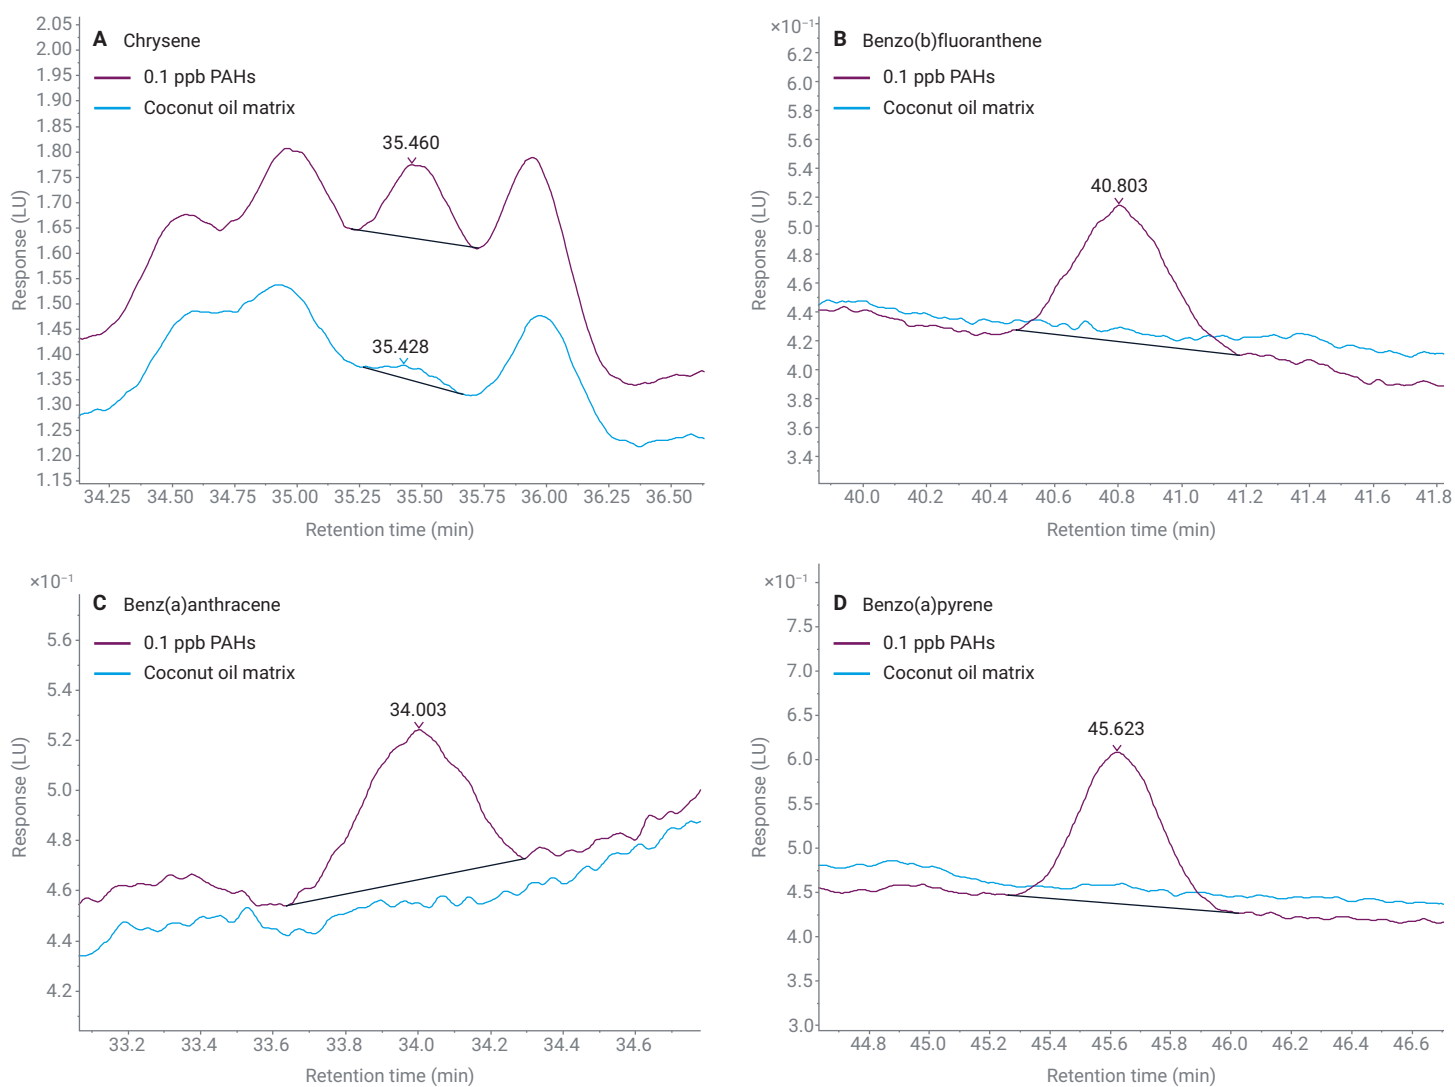 A Chrysene
0.1 ppb PAHs
Coconut oil matrix
2.05
2.00
1.95
1.90
1.85
1.80
1.75
1.70
1.65
1.60
1.55
1.50
1.45
1.40
1.35
1.30
1.25
1.20
1.15
Response (LU)
35.460
35.428
34.25 34.50 34.75 35.00 35.25 35.50 35.75 36.00 36.25 36.50
Retention time (min)
×10⁻¹
B Benzo(b)fluoranthene
0.1 ppb PAHs
Coconut oil matrix
6.2
6.0
5.8
5.6
5.4
5.2
5.0
4.8
4.6
4.4
4.2
4.0
3.8
3.6
3.4
Response (LU)
40.803
40.0 40.2 40.4 40.6 40.8 41.0 41.2 41.4 41.6 41.8
Retention time (min)
×10⁻¹
C Benz(a)anthracene
0.1 ppb PAHs
Coconut oil matrix
5.6
5.4
5.2
5.0
4.8
4.6
4.4
4.2
Response (LU)
34.003
33.2 33.4 33.6 33.8 34.0 34.2 34.4 34.6
Retention time (min)
×10⁻¹
D Benzo(a)pyrene
0.1 ppb PAHs
Coconut oil matrix
7.5
7.0
6.5
6.0
5.5
5.0
4.5
4.0
3.5
3.0
Response (LU)
45.623
44.8 45.0 45.2 45.4 45.6 45.8 46.0 46.2 46.4 46.6
Retention time (min)